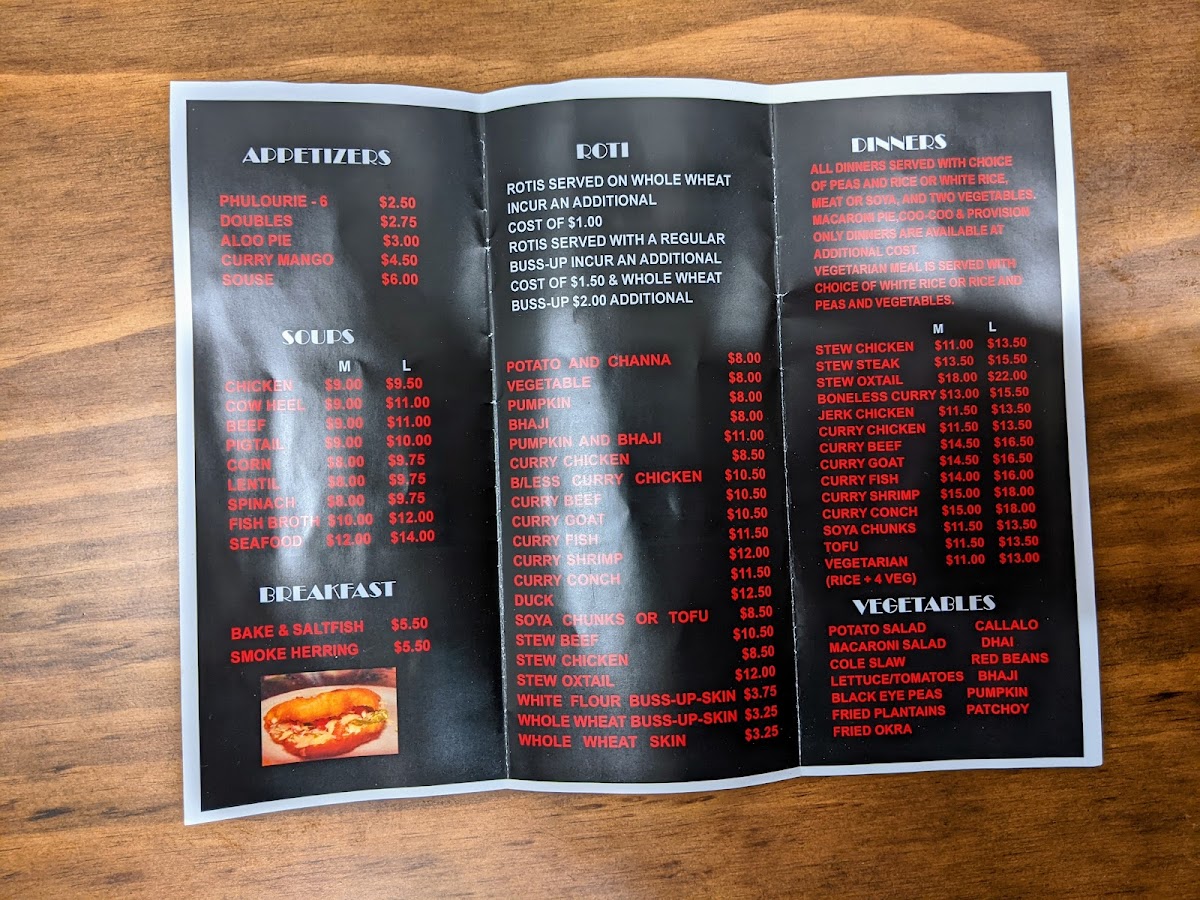 APPETIZERS
PHULOURIE - 6 $2.50
DOUBLES $2.75
ALOO PIE $3.00
CURRY MANGO $4.50
SOUSE $6.00
SOUPS
M L
CHICKEN $9.00 $9.50
COW HEEL $9.00 $11.00
BEEF $9.00 $11.00
PIGTAIL $9.00 $10.00
CORN $8.00 $9.75
LENTIL $8.00 $9.75
SPINACH $8.00 $9.75
FISH BROTH $10.00 $12.00
SEAFOOD $12.00 $14.00
BREAKFAST
BAKE & SALTFISH $5.50
SMOKE HERRING $5.50
ROTI
ROTIS SERVED ON WHOLE WHEAT
INCUR AN ADDITIONAL
COST OF $1.00
ROTIS SERVED WITH A REGULAR
BUSS-UP INCUR AN ADDITIONAL
COST OF $1.50 & WHOLE WHEAT
BUSS-UP $2.00 ADDITIONAL
POTATO AND CHANNA $8.00
VEGETABLE $8.00
PUMPKIN $8.00
BHAJI $8.00
PUMPKIN AND BHAJI $11.00
CURRY CHICKEN $8.50
B/LESS CURRY CHICKEN $10.50
CURRY BEEF $10.50
CURRY GOAT $10.50
CURRY FISH $11.50
CURRY SHRIMP $12.00
CURRY CONCH $11.50
DUCK $12.50
SOYA CHUNKS OR TOFU $8.50
STEW BEEF $10.50
STEW CHICKEN $8.50
STEW OXTAIL $12.00
WHITE FLOUR BUSS-UP-SKIN $3.75
WHOLE WHEAT BUSS-UP-SKIN $3.25
WHOLE WHEAT SKIN $3.25
DINNERS
ALL DINNERS SERVED WITH CHOICE
OF PEAS AND RICE OR WHITE RICE,
MEAT OR SOYA, AND TWO VEGETABLES.
MACARONI PIE,COO-COO & PROVISION
ONLY DINNERS ARE AVAILABLE AT
ADDITIONAL COST.
VEGETARIAN MEAL IS SERVED WITH
CHOICE OF WHITE RICE OR RICE AND
PEAS AND VEGETABLES.
M L
STEW CHICKEN $11.00 $13.50
STEW STEAK $13.50 $15.50
STEW OXTAIL $18.00 $22.00
BONELESS CURRY $13.00 $15.50
JERK CHICKEN $11.50 $13.50
CURRY CHICKEN $11.50 $13.50
CURRY BEEF $14.50 $16.50
CURRY GOAT $14.50 $16.50
CURRY FISH $14.00 $16.00
CURRY SHRIMP $15.00 $18.00
CURRY CONCH $15.00 $18.00
SOYA CHUNKS $11.50 $13.50
TOFU $11.50 $13.50
VEGETARIAN $11.00 $13.00
(RICE + 4 VEG)
VEGETABLES
POTATO SALAD CALLALO
MACARONI SALAD DHAI
COLE SLAW RED BEANS
LETTUCE/TOMATOES BHAJI
BLACK EYE PEAS PUMPKIN
FRIED PLANTAINS PATCHOY
FRIED OKRA